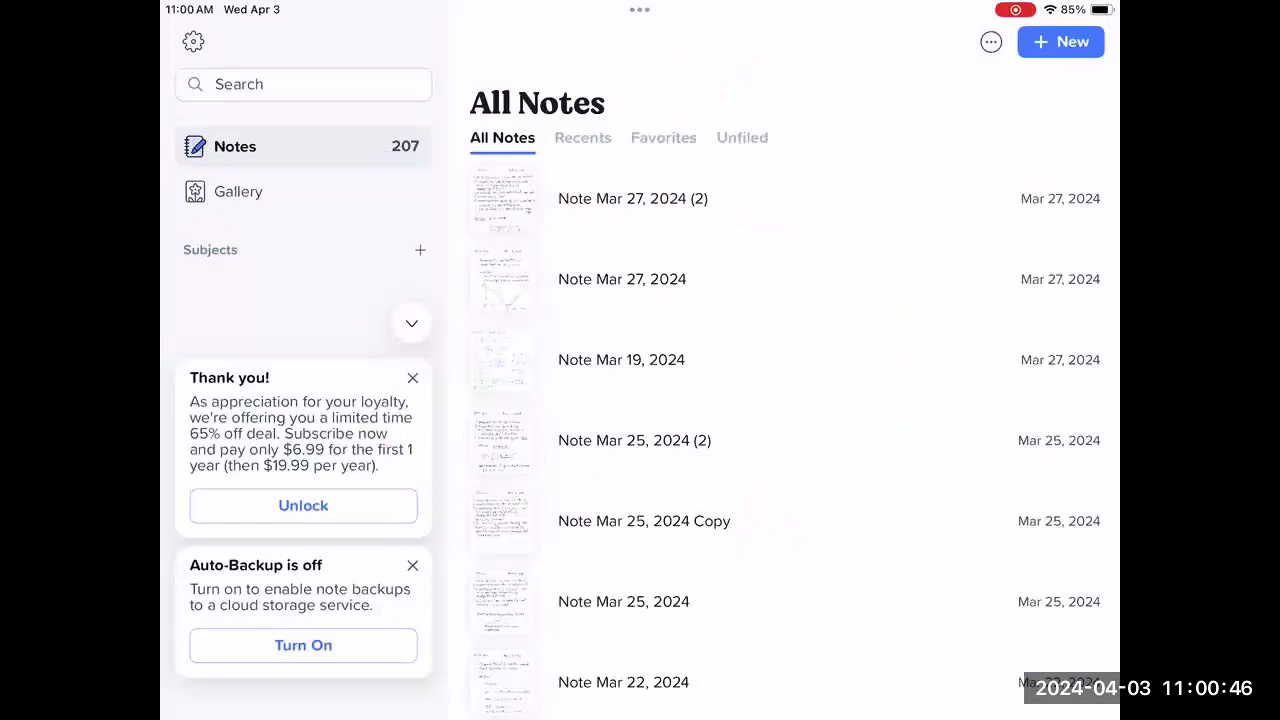 11:00 AM Wed Apr 3
85%
New
Search
All Notes
All Notes Recents Favorites Unfiled
Notes 207
Subjects
Note Mar 27, 2024 (2) Mar 27, 2024
Note Mar 27, 2024 Mar 27, 2024
Note Mar 19, 2024 Mar 27, 2024
Note Mar 25, 2024 (2) Mar 25, 2024
Note Mar 25, 2024 Copy Mar 25, 2024
Note Mar 25, 2024 Mar 25, 2024
Note Mar 22, 2024
Thank you!
As appreciation for your loyalty,
we're offering you a limited time
65% off deal. Subscribe now
and pay only $6.99 for the first
year (then $19.99 per year).
Unlock
Auto-Backup is off
Turn on to enable note backup
to one or more service.
Turn On
2024-04-03 11:00:46